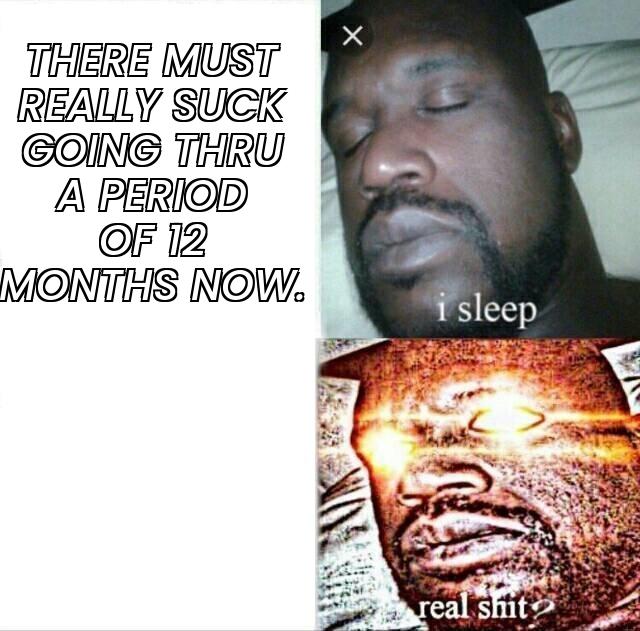 THERE MUST
REALLY SUCK
GOING THRU
A PERIOD
OF 12
MONTHS NOW.
i sleep
real shit?